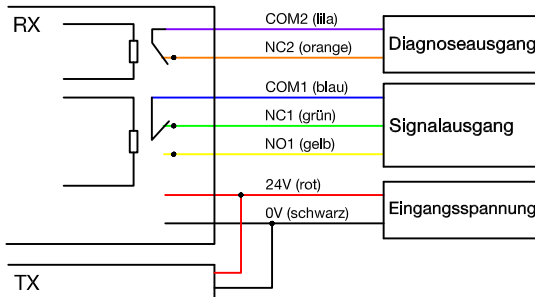 RX
COM2 (lila)
NC2 (orange)
Diagnoseausgang
COM1 (blau)
NC1 (grün)
NO1 (gelb)
Signalausgang
24V (rot)
0V (schwarz)
Eingangsspannung
TX